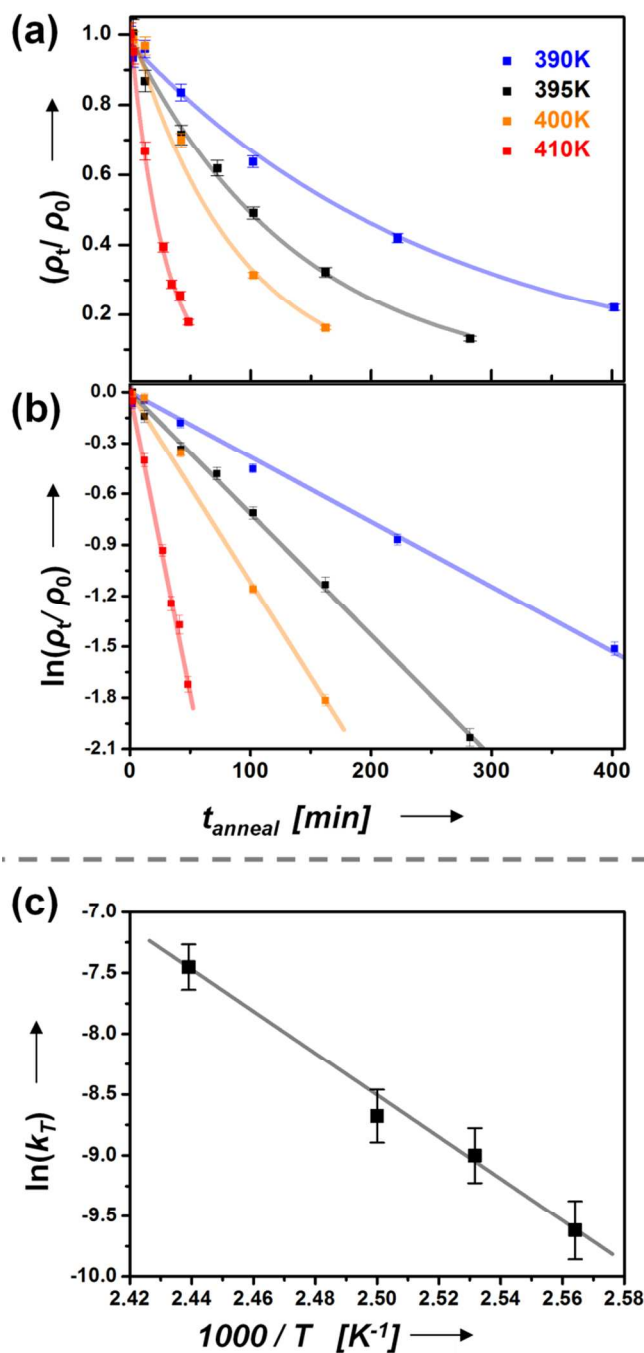 (a)
1.0
0.8
0.6
0.4
0.2
(ρt/ρ0)
390K
395K
400K
410K
(b)
0.0
-0.3
-0.6
-0.9
-1.2
-1.5
-1.8
-2.1
ln(ρt/ρ0)
0 100 200 300 400
tanneal [min]
(c)
-7.0
-7.5
-8.0
-8.5
-9.0
-9.5
-10.0
ln(kT)
2.42 2.44 2.46 2.48 2.50 2.52 2.54 2.56 2.58
1000 / T [K-1]